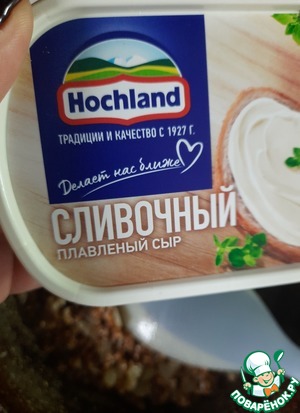 Hochland
ТРАДИЦИИ И КАЧЕСТВО С 1927 Г.
Делает нас ближе
СЛИВОЧНЫЙ
ПЛАВЛЕНЫЙ СЫР
ПОВАРЁНОК.РУ